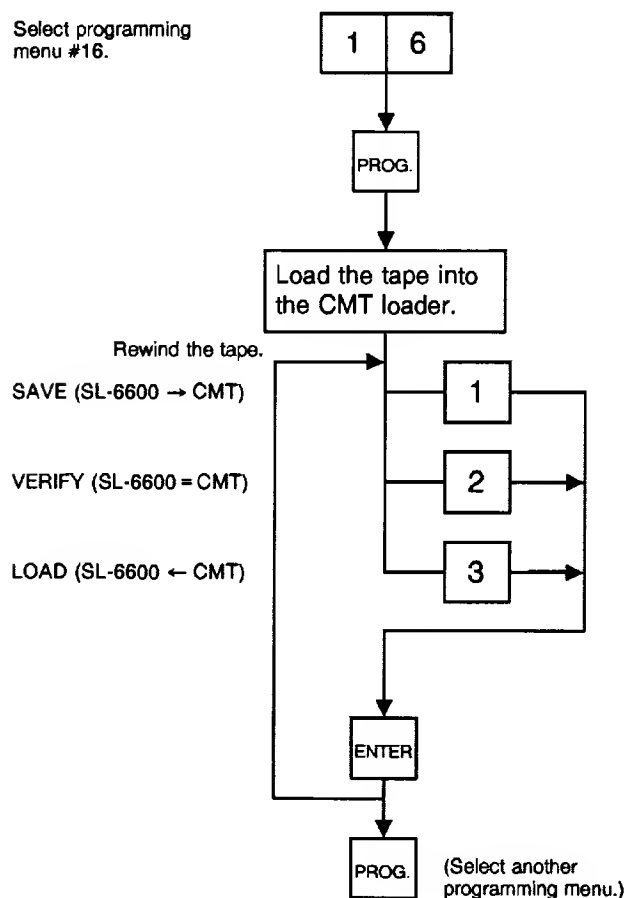 Select programming
menu #16.
1 6
PROG.
Load the tape into
the CMT loader.
Rewind the tape.
SAVE (SL-6600 → CMT)
1
VERIFY (SL-6600 = CMT)
2
LOAD (SL-6600 ← CMT)
3
ENTER
PROG.
(Select another
programming menu.)